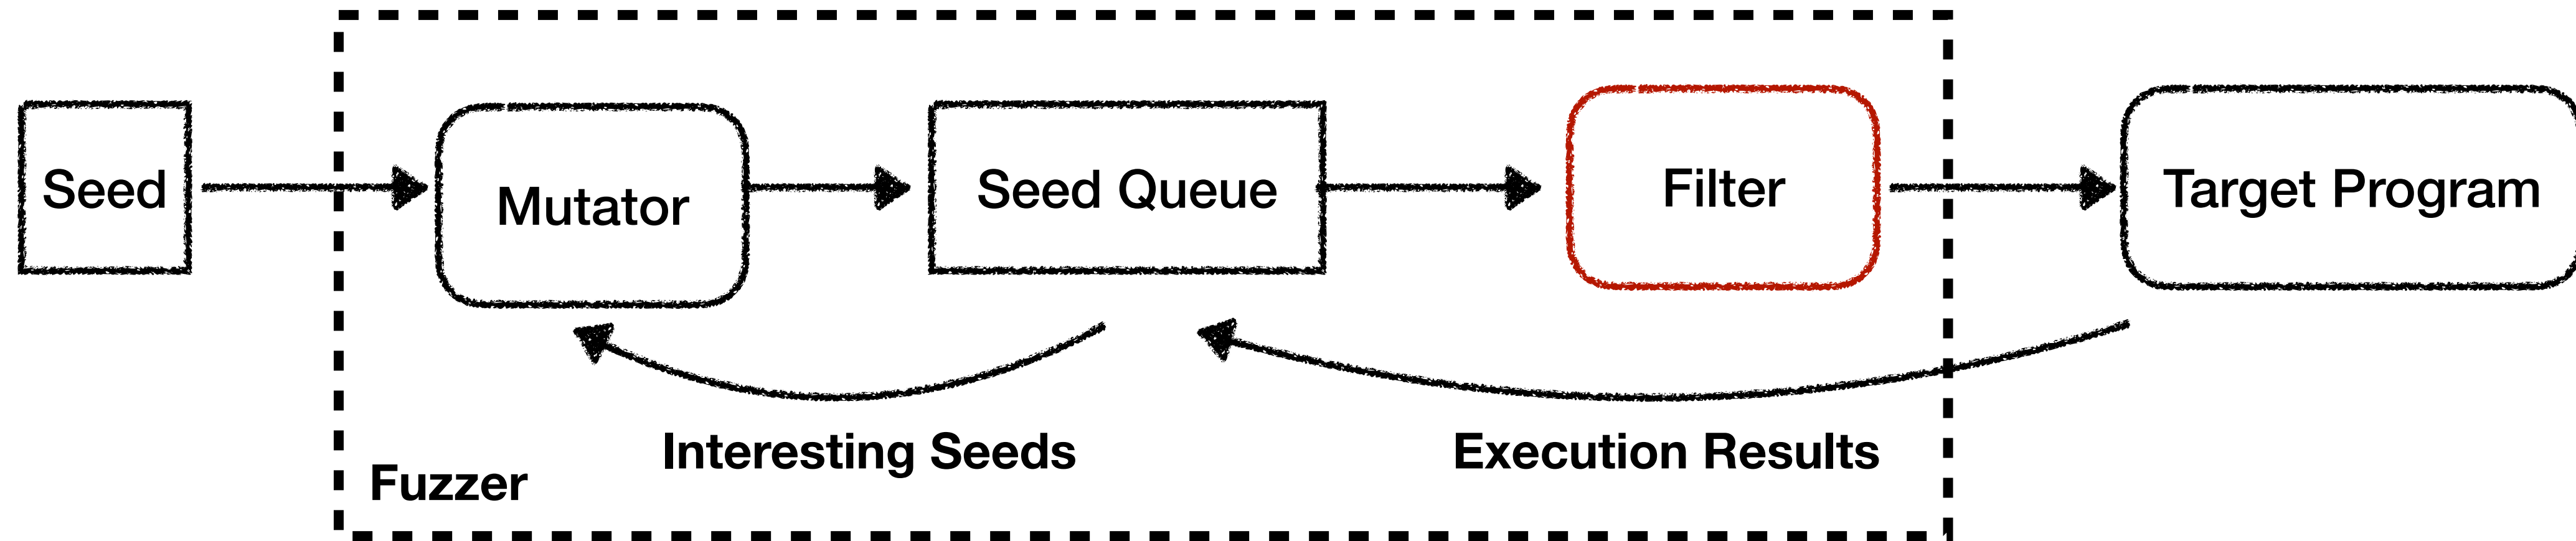 Seed
Mutator
Seed Queue
Filter
Target Program
Interesting Seeds
Execution Results
Fuzzer